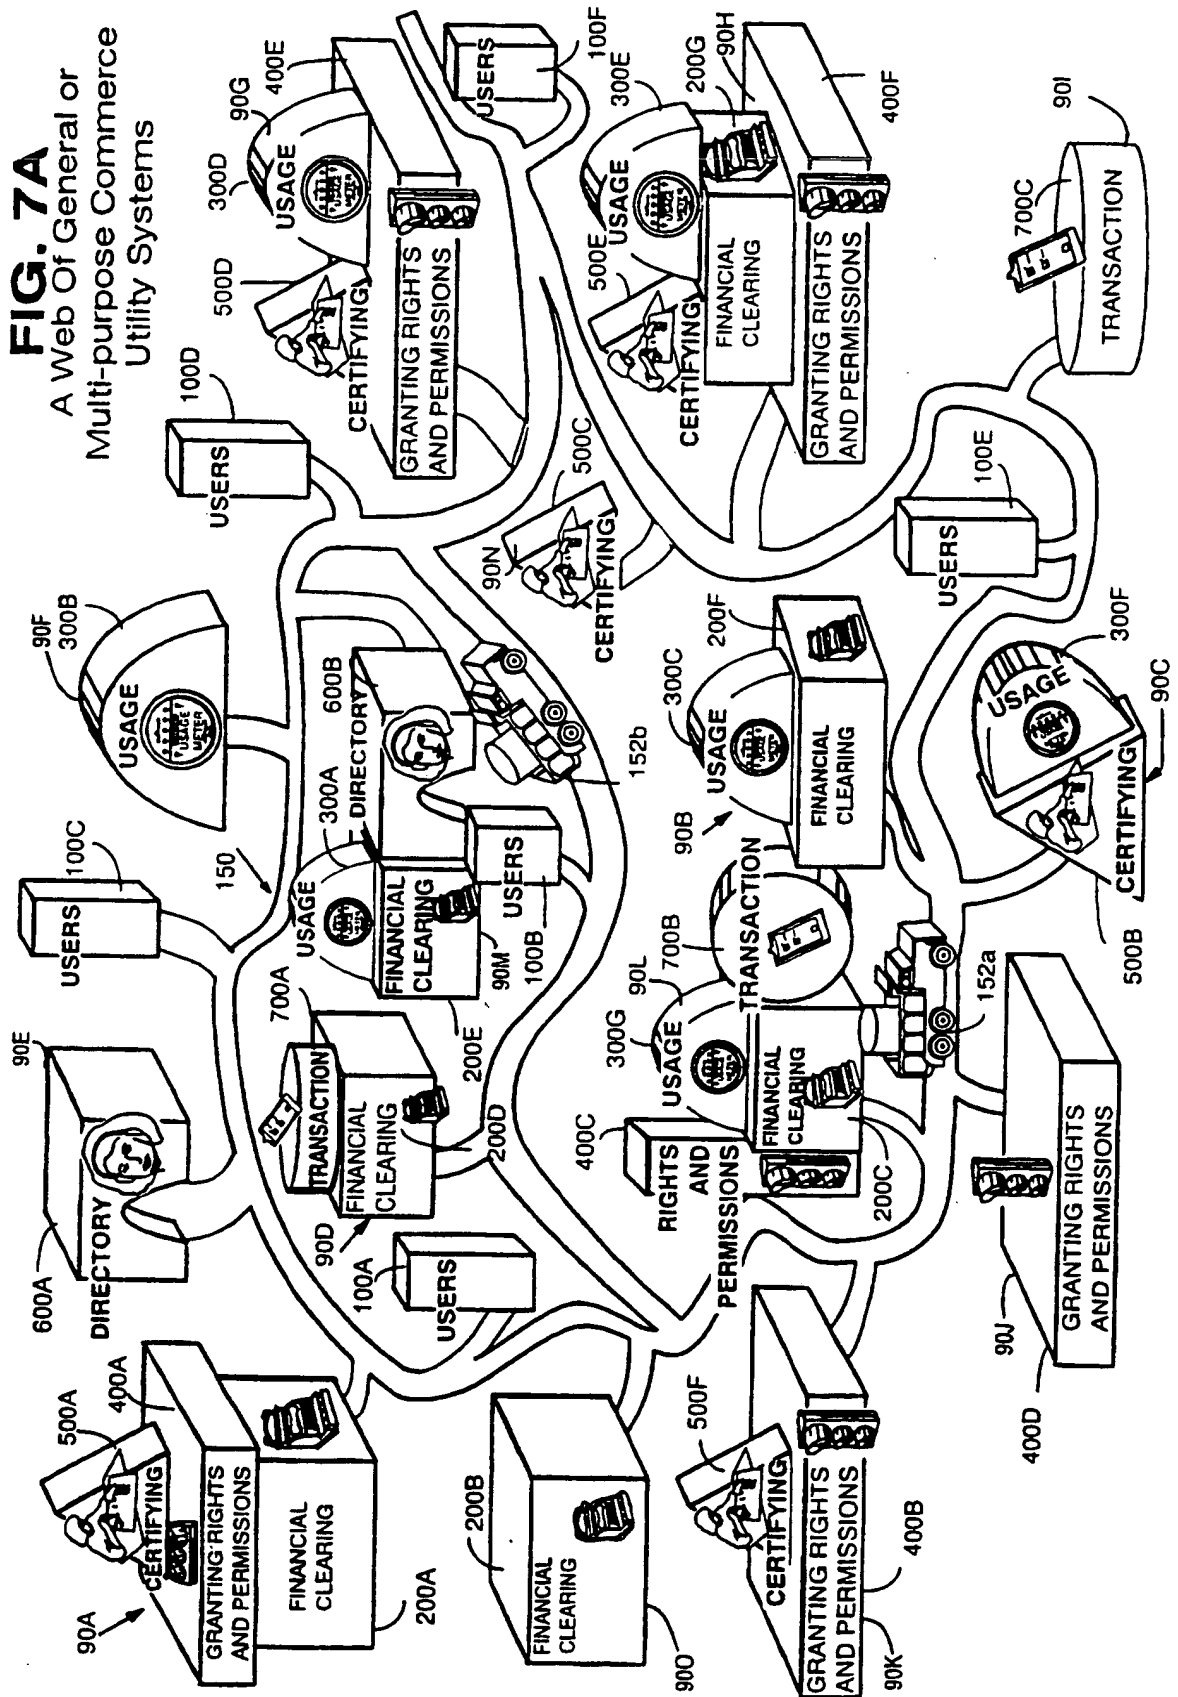 FIG. 7A
A Web Of General or
Multi-purpose Commerce
Utility Systems
90A
500A
400A
CERTIFYING
GRANTING RIGHTS
AND PERMISSIONS
FINANCIAL
CLEARING
200A
600A
90E
DIRECTORY
100C
USERS
150
90F
300B
USAGE
USAGE
METER
100D
USERS
300D
90G
400E
500D
USAGE
CERTIFYING
GRANTING RIGHTS
AND PERMISSIONS
USERS
100F
200B
FINANCIAL
CLEARING
90O
100A
USERS
90D
700A
TRANSACTION
FINANCIAL
CLEARING
200D
USAGE
300A
FINANCIAL
CLEARING
200E
90M
DIRECTORY
600B
USERS
100B
152b
90N
500C
CERTIFYING
500E
300E
USAGE
200G
90H
CERTIFYING
FINANCIAL
CLEARING
GRANTING RIGHTS
AND PERMISSIONS
400F
500F
CERTIFYING
GRANTING RIGHTS
AND PERMISSIONS
90K
400B
400C
RIGHTS
AND
PERMISSIONS
300G
90L
USAGE
FINANCIAL
CLEARING
200C
700B
TRANSACTION
90B
300C
USAGE
200F
FINANCIAL
CLEARING
152a
90J
400D
GRANTING RIGHTS
AND PERMISSIONS
500B
CERTIFYING
90C
USAGE
300F
USERS
100E
700C
90I
TRANSACTION